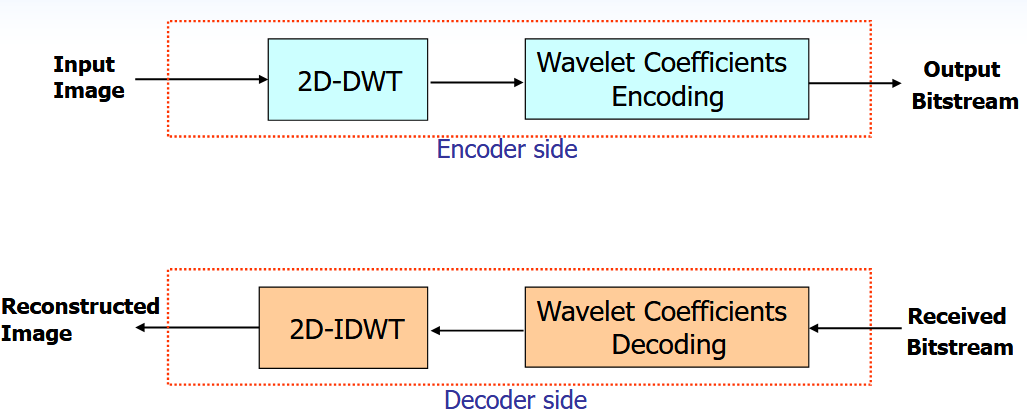 Input
Image
2D-DWT
Wavelet Coefficients
Encoding
Output
Bitstream
Encoder side
Reconstructed
Image
2D-IDWT
Wavelet Coefficients
Decoding
Received
Bitstream
Decoder side